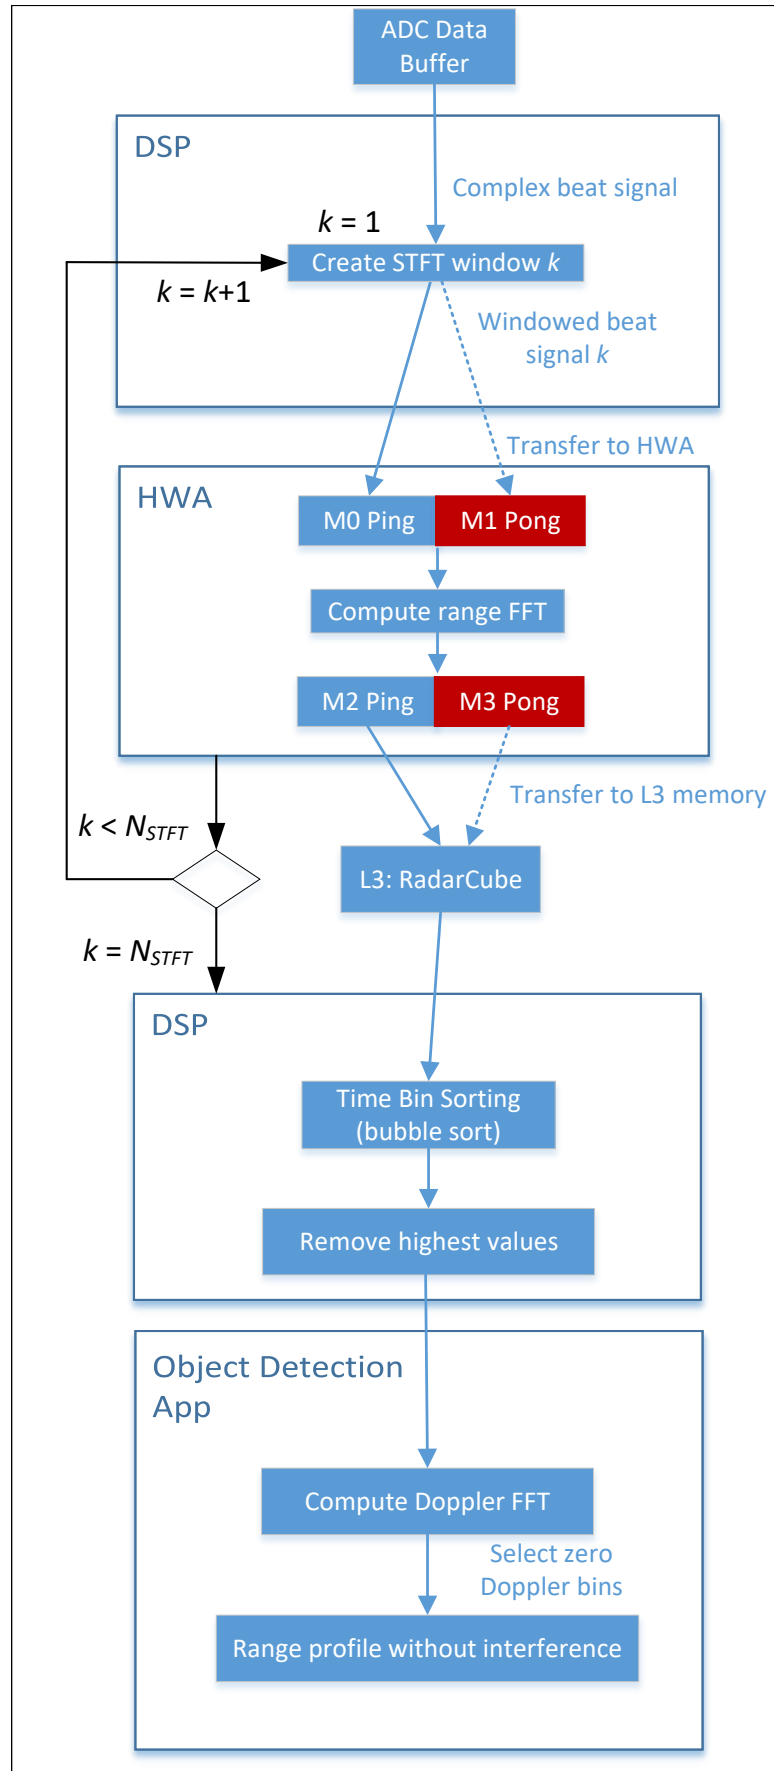 ADC Data
Buffer
DSP
Complex beat signal
k = 1
Create STFT window k
k = k+1
Windowed beat
signal k
Transfer to HWA
HWA
M0 Ping
M1 Pong
Compute range FFT
M2 Ping
M3 Pong
Transfer to L3 memory
k < N_STFT
L3: RadarCube
k = N_STFT
DSP
Time Bin Sorting
(bubble sort)
Remove highest values
Object Detection
App
Compute Doppler FFT
Select zero
Doppler bins
Range profile without interference